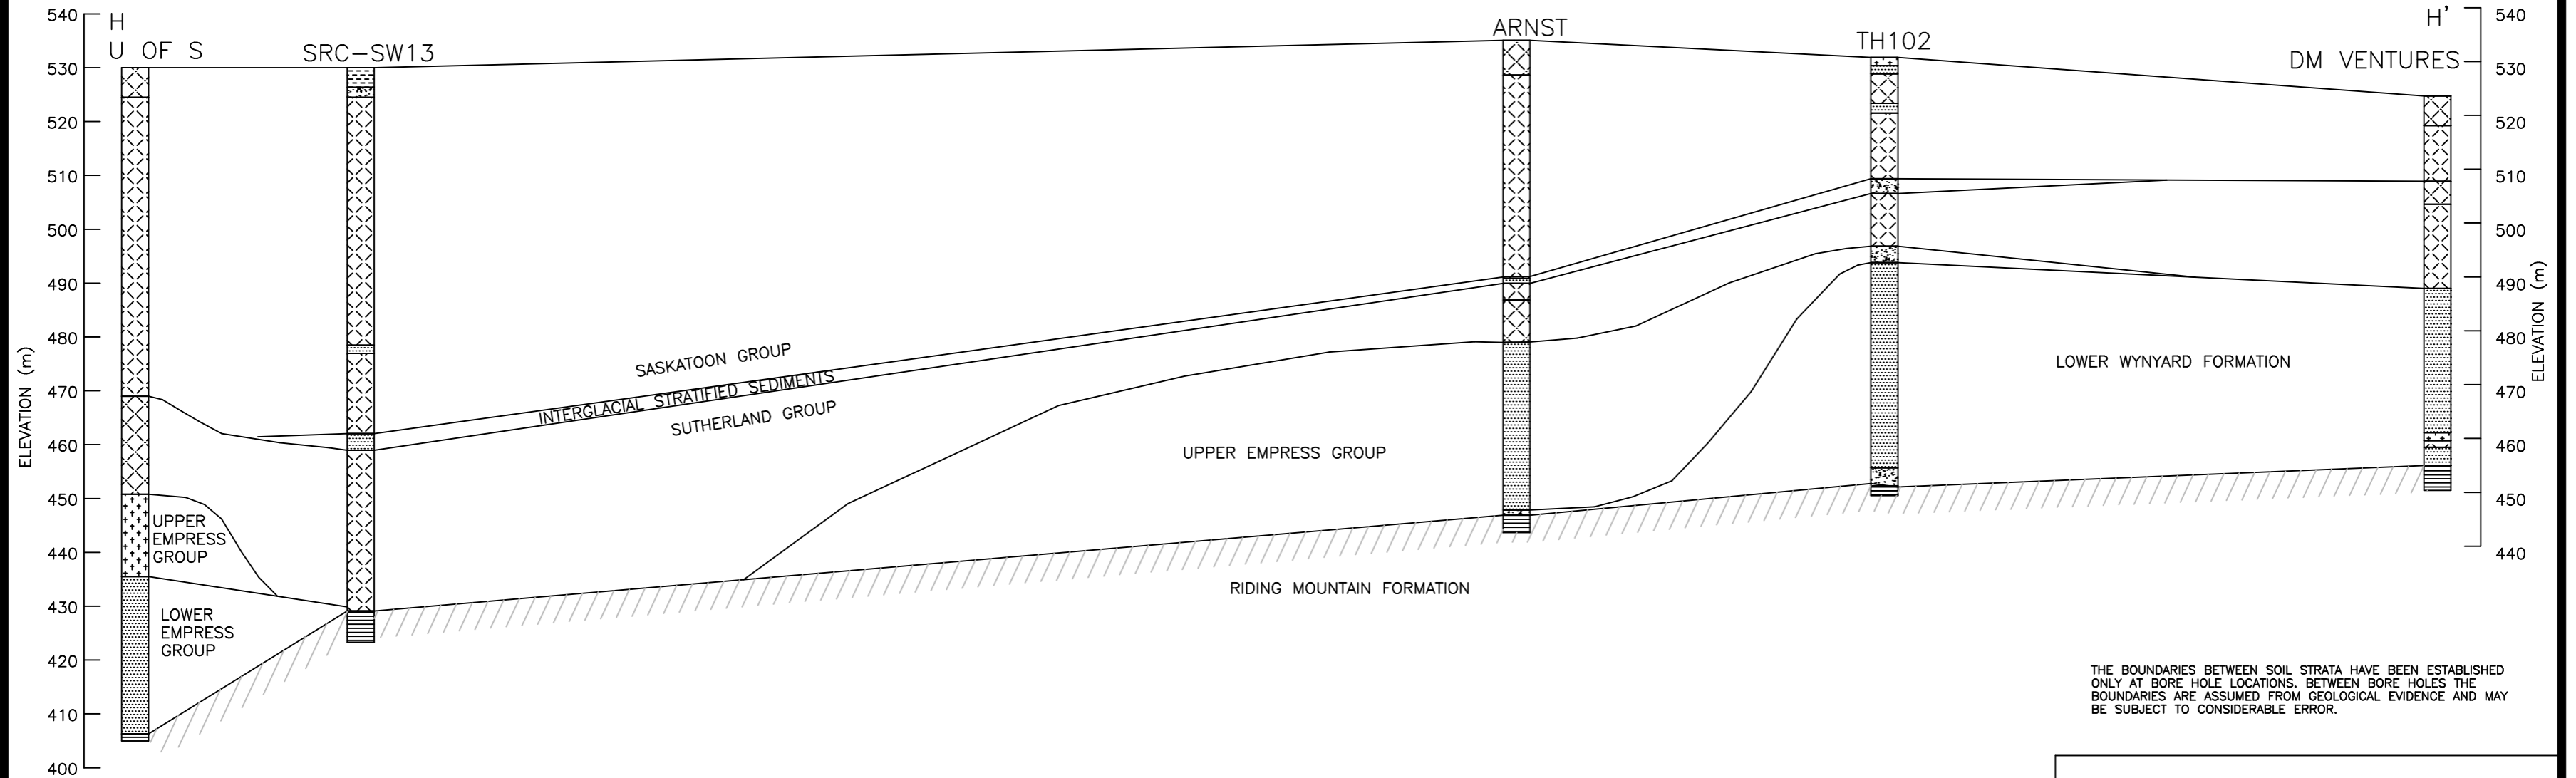 H
U OF S
SRC-SW13
ARNST
TH102
H'
DM VENTURES
540
530
520
510
500
490
480
470
460
450
440
430
420
410
400
ELEVATION (m)
SASKATOON GROUP
INTERGLACIAL STRATIFIED SEDIMENTS
SUTHERLAND GROUP
UPPER EMPRESS GROUP
LOWER WYNYARD FORMATION
UPPER
EMPRESS
GROUP
LOWER
EMPRESS
GROUP
RIDING MOUNTAIN FORMATION
540
530
520
510
500
490
480
470
460
450
440
ELEVATION (m)
THE BOUNDARIES BETWEEN SOIL STRATA HAVE BEEN ESTABLISHED
ONLY AT BORE HOLE LOCATIONS. BETWEEN BORE HOLES THE
BOUNDARIES ARE ASSUMED FROM GEOLOGICAL EVIDENCE AND MAY
BE SUBJECT TO CONSIDERABLE ERROR.